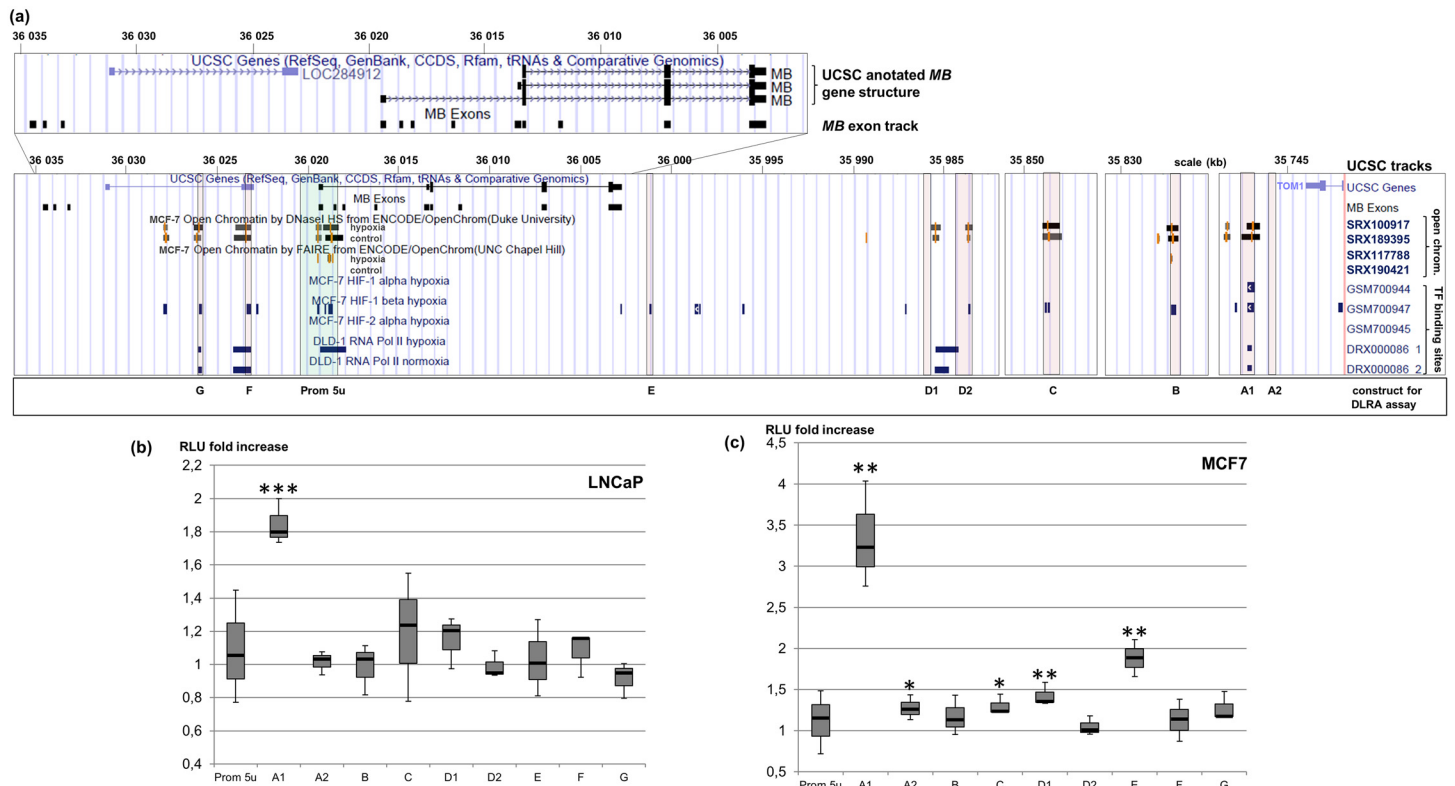 (a)
36 035 36 030 36 025 36 020 36 015 36 010 36 005
UCSC Genes (RefSeq, GenBank, CCDS, Rfam, tRNAs & Comparative Genomics)
LOC284912
MB
MB
MB
UCSC anotated MB gene structure
MB Exons
MB exon track
36 035 36 030 36 025 36 019 36 015 36 010 36 005 36 000 35 995 35 990 35 985 35 850 35 830 scale (kb) 35 745 UCSC tracks
UCSC Genes (RefSeq, GenBank, CCDS, Rfam, tRNAs & Comparative Genomics)
TOM1
UCSC Genes
MB Exons
MB Exons
MCF-7 Open Chromatin by DNaseI HS from ENCODE/OpenChrom(Duke University)
hypoxia
SRX100917
control
SRX189395
MCF-7 Open Chromatin by FAIRE from ENCODE/OpenChrom(UNC Chapel Hill)
hypoxia
SRX117788
control
SRX190421
open chrom.
MCF-7 HIF-1 alpha hypoxia
GSM700944
MCF-7 HIF-1 beta hypoxia
GSM700947
MCF-7 HIF-2 alpha hypoxia
GSM700945
DLD-1 RNA Pol II hypoxia
DRX000086 1
DLD-1 RNA Pol II normoxia
DRX000086 2
TF binding sites
G F Prom 5u E D1 D2 C B A1 A2 construct for
DLRA assay
(b)
RLU fold increase
LNCaP
2,2
2
1,8
1,6
1,4
1,2
1
0,8
0,6
0,4
***
Prom 5u A1 A2 B C D1 D2 E F G
(c)
RLU fold increase
MCF7
4,5
4
3,5
3
2,5
2
1,5
1
0,5
**
*
*
**
**
Prom 5u A1 A2 B C D1 D2 E F G